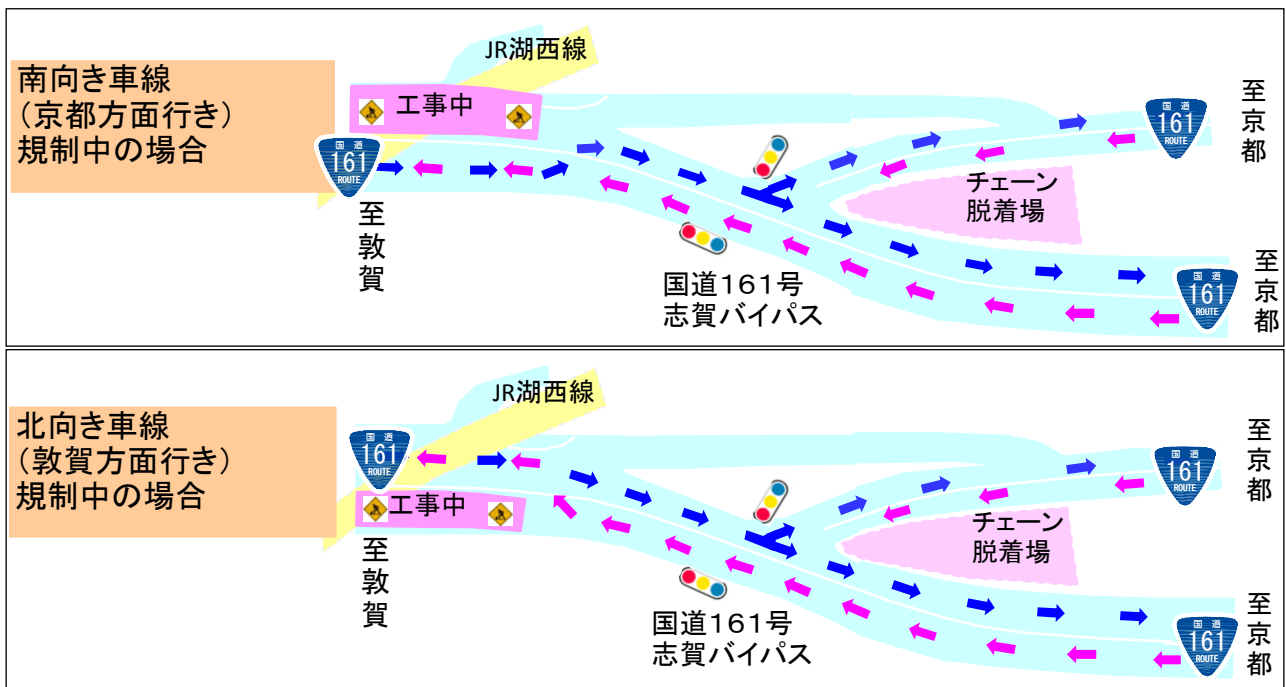 南向き車線
（京都方面行き）
規制中の場合
JR湖西線
工事中
国道
161
ROUTE
至敦賀
国道
161
ROUTE
至京都
チェーン
脱着場
国道161号
志賀バイパス
国道
161
ROUTE
至京都
北向き車線
（敦賀方面行き）
規制中の場合
JR湖西線
国道
161
ROUTE
工事中
至敦賀
国道
161
ROUTE
至京都
チェーン
脱着場
国道161号
志賀バイパス
国道
161
ROUTE
至京都